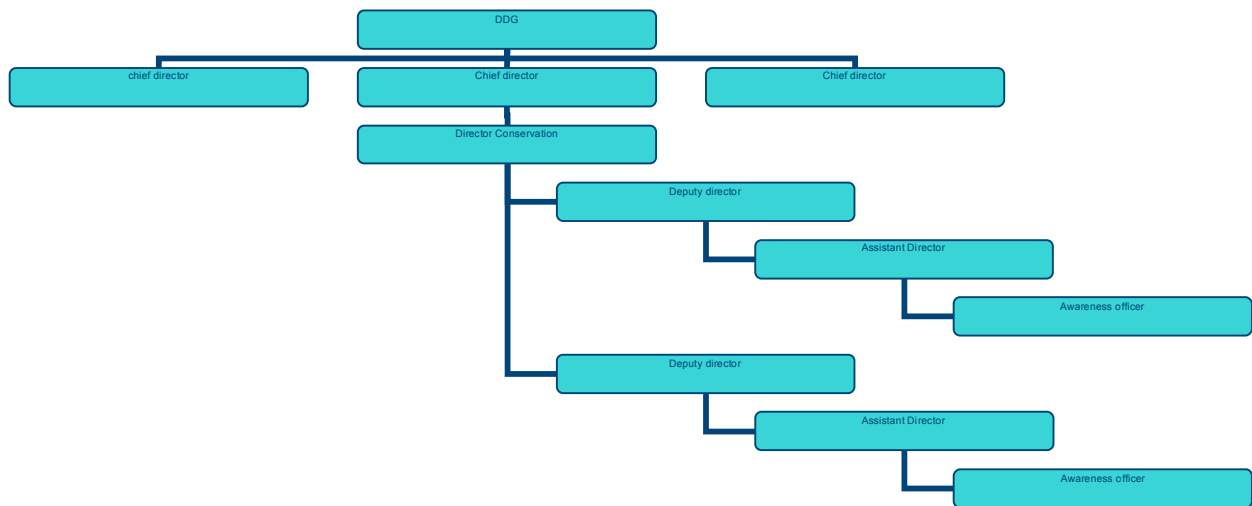 DDG
chief director
Chief director
Chief director
Director Conservation
Deputy director
Assistant Director
Awareness officer
Deputy director
Assistant Director
Awareness officer